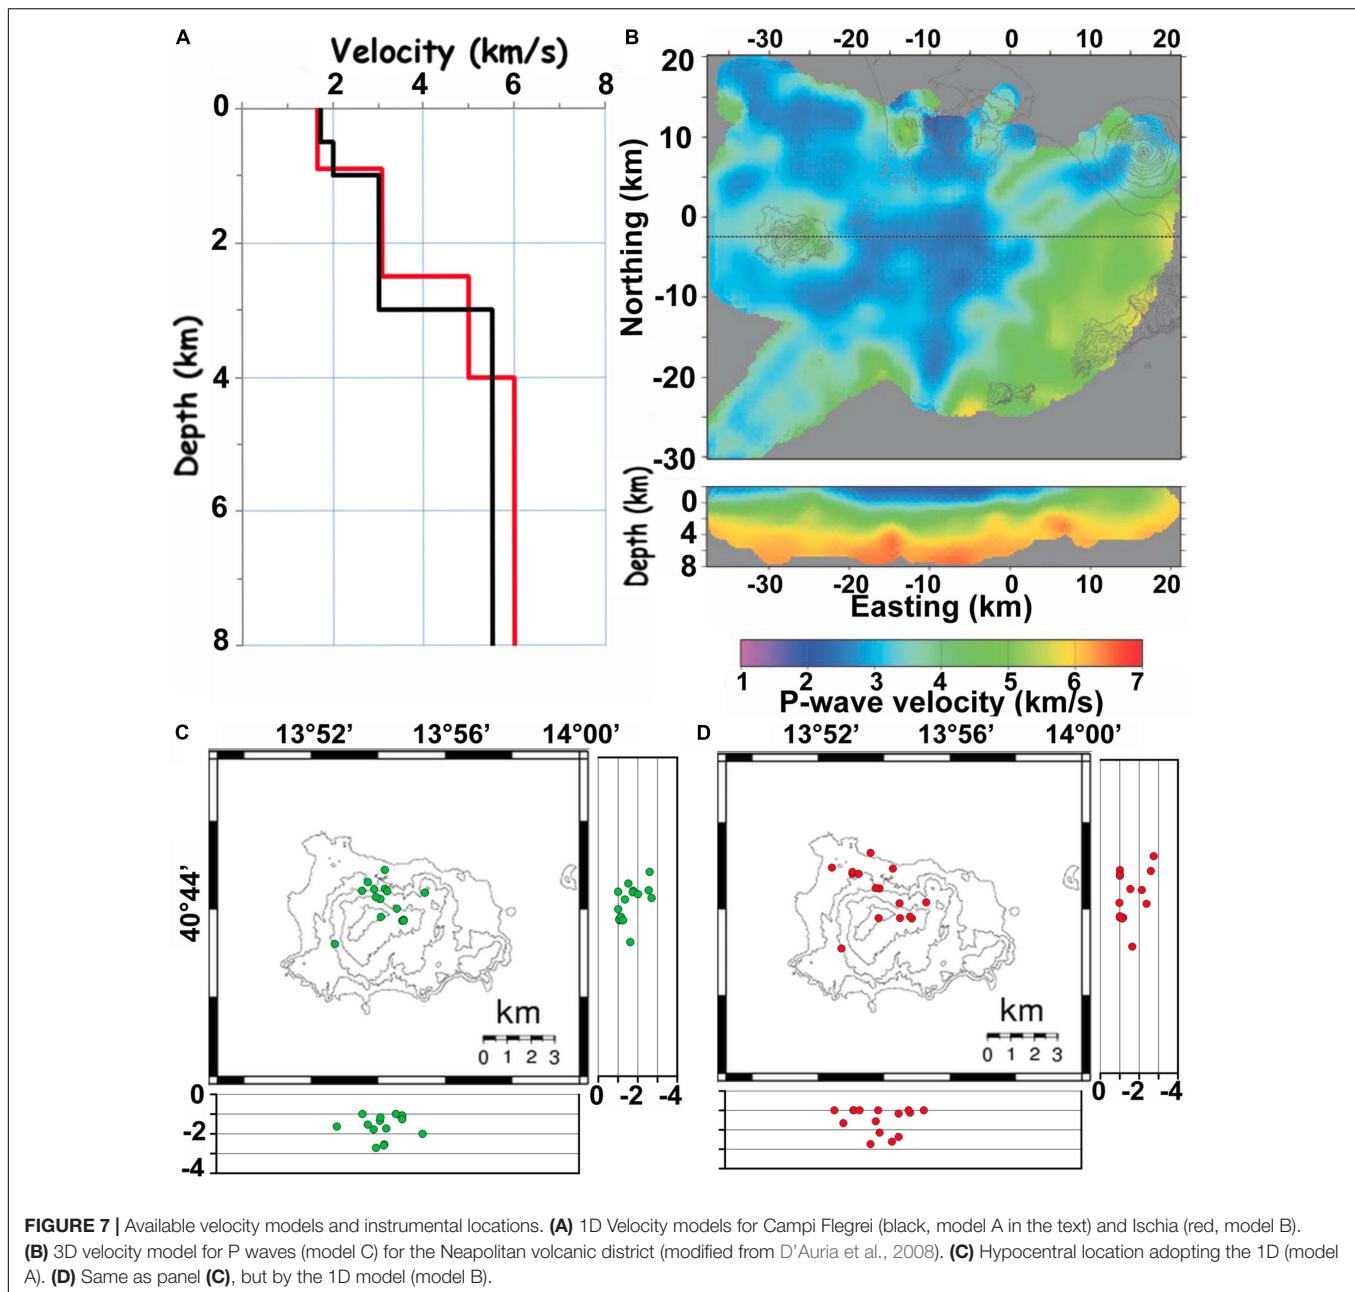 A
Velocity (km/s)
2 4 6 8
0
2
4
6
8
Depth (km)
B
-30 -20 -10 0 10 20
20
10
0
-10
-20
-30
Northing (km)
0
4
8
Depth (km)
-30 -20 -10 0 10 20
Easting (km)
1 2 3 4 5 6 7
P-wave velocity (km/s)
C
13°52' 13°56' 14°00'
40°44'
km
0 1 2 3
0 -2 -4
0
-2
-4
D
13°52' 13°56' 14°00'
km
0 1 2 3
0 -2 -4
FIGURE 7 | Available velocity models and instrumental locations. (A) 1D Velocity models for Campi Flegrei (black, model A in the text) and Ischia (red, model B).
(B) 3D velocity model for P waves (model C) for the Neapolitan volcanic district (modified from D'Auria et al., 2008). (C) Hypocentral location adopting the 1D (model
A). (D) Same as panel (C), but by the 1D model (model B).